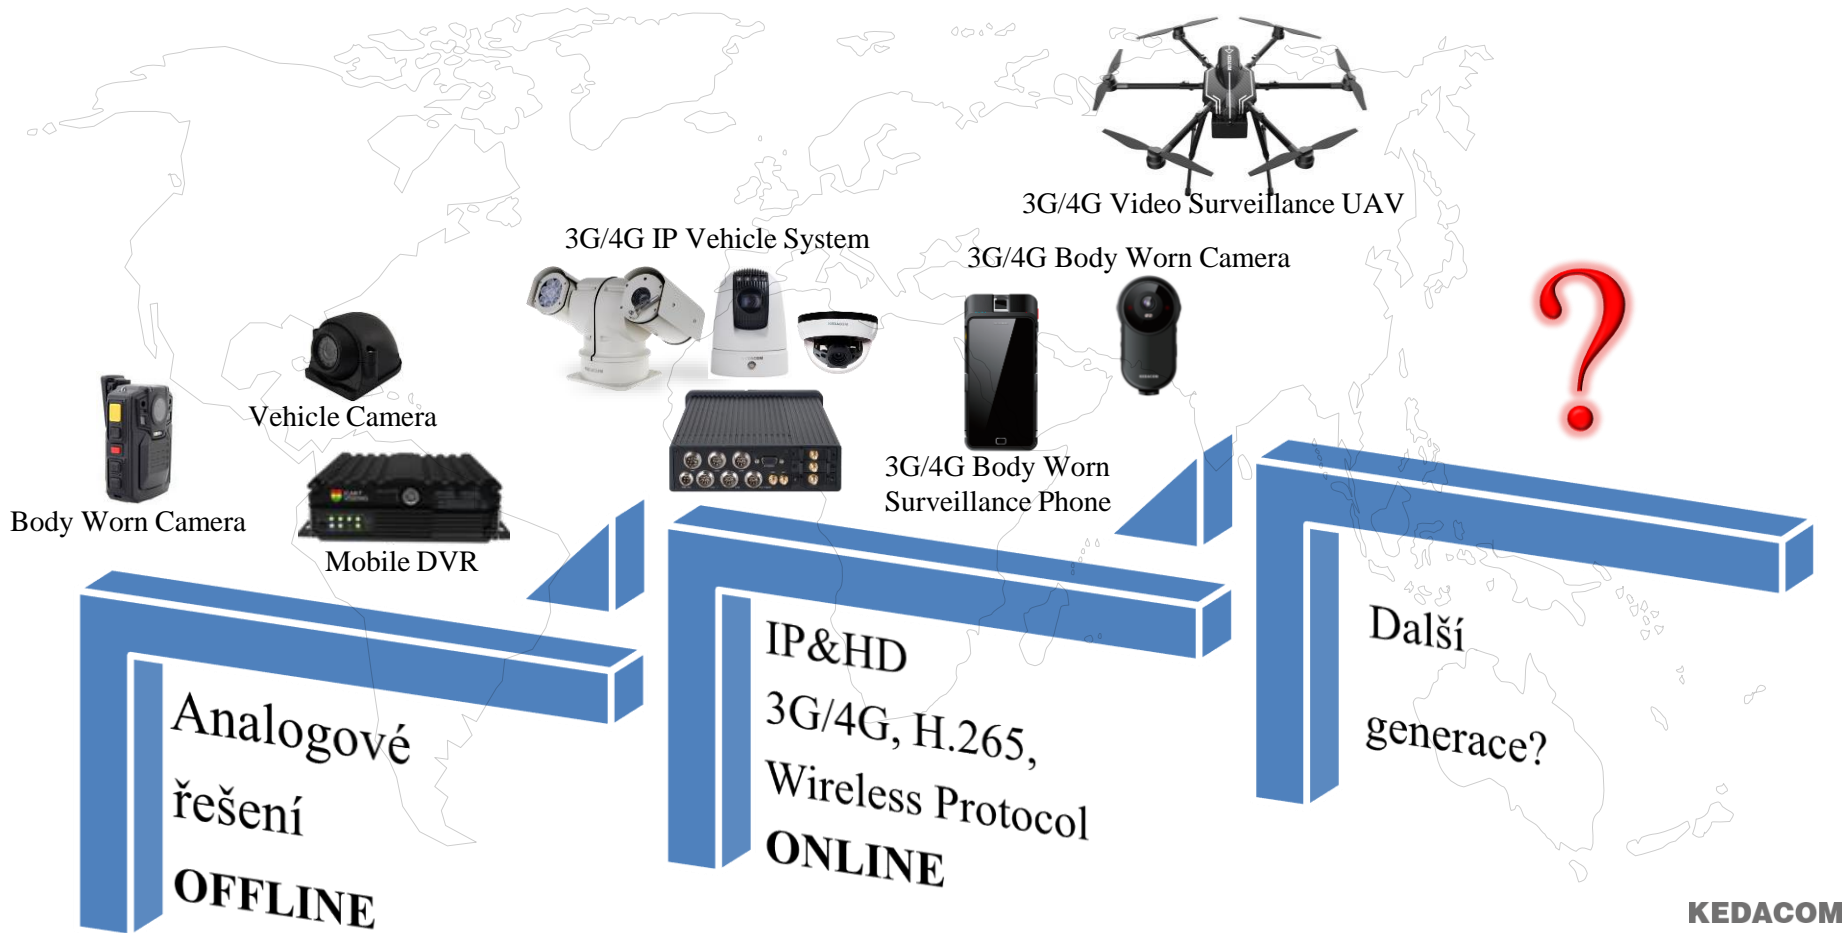 3G/4G Video Surveillance UAV
3G/4G IP Vehicle System
3G/4G Body Worn Camera
Vehicle Camera
3G/4G Body Worn
Surveillance Phone
Body Worn Camera
Mobile DVR
?
Analogové
řešení
OFFLINE
IP&HD
3G/4G, H.265,
Wireless Protocol
ONLINE
Další
generace?
KEDACOM